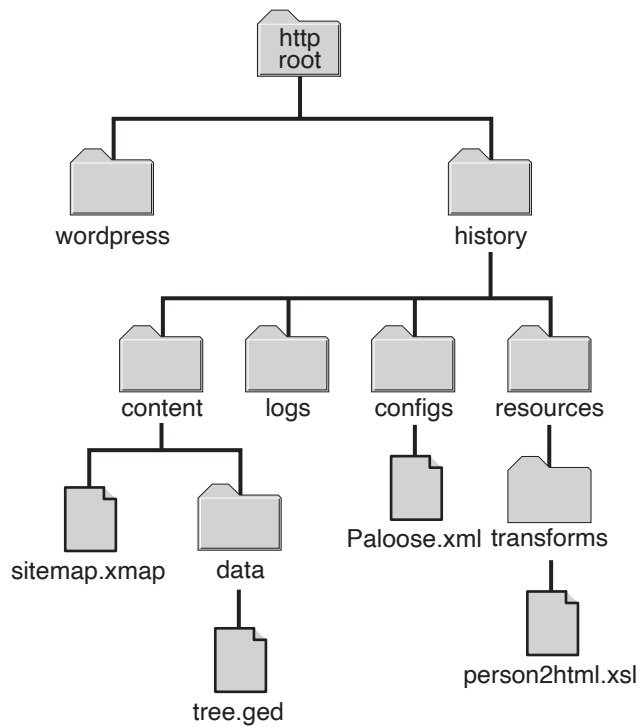 http
root
wordpress
history
content
logs
configs
resources
sitemap.xmap
data
Paloose.xml
transforms
tree.ged
person2html.xsl